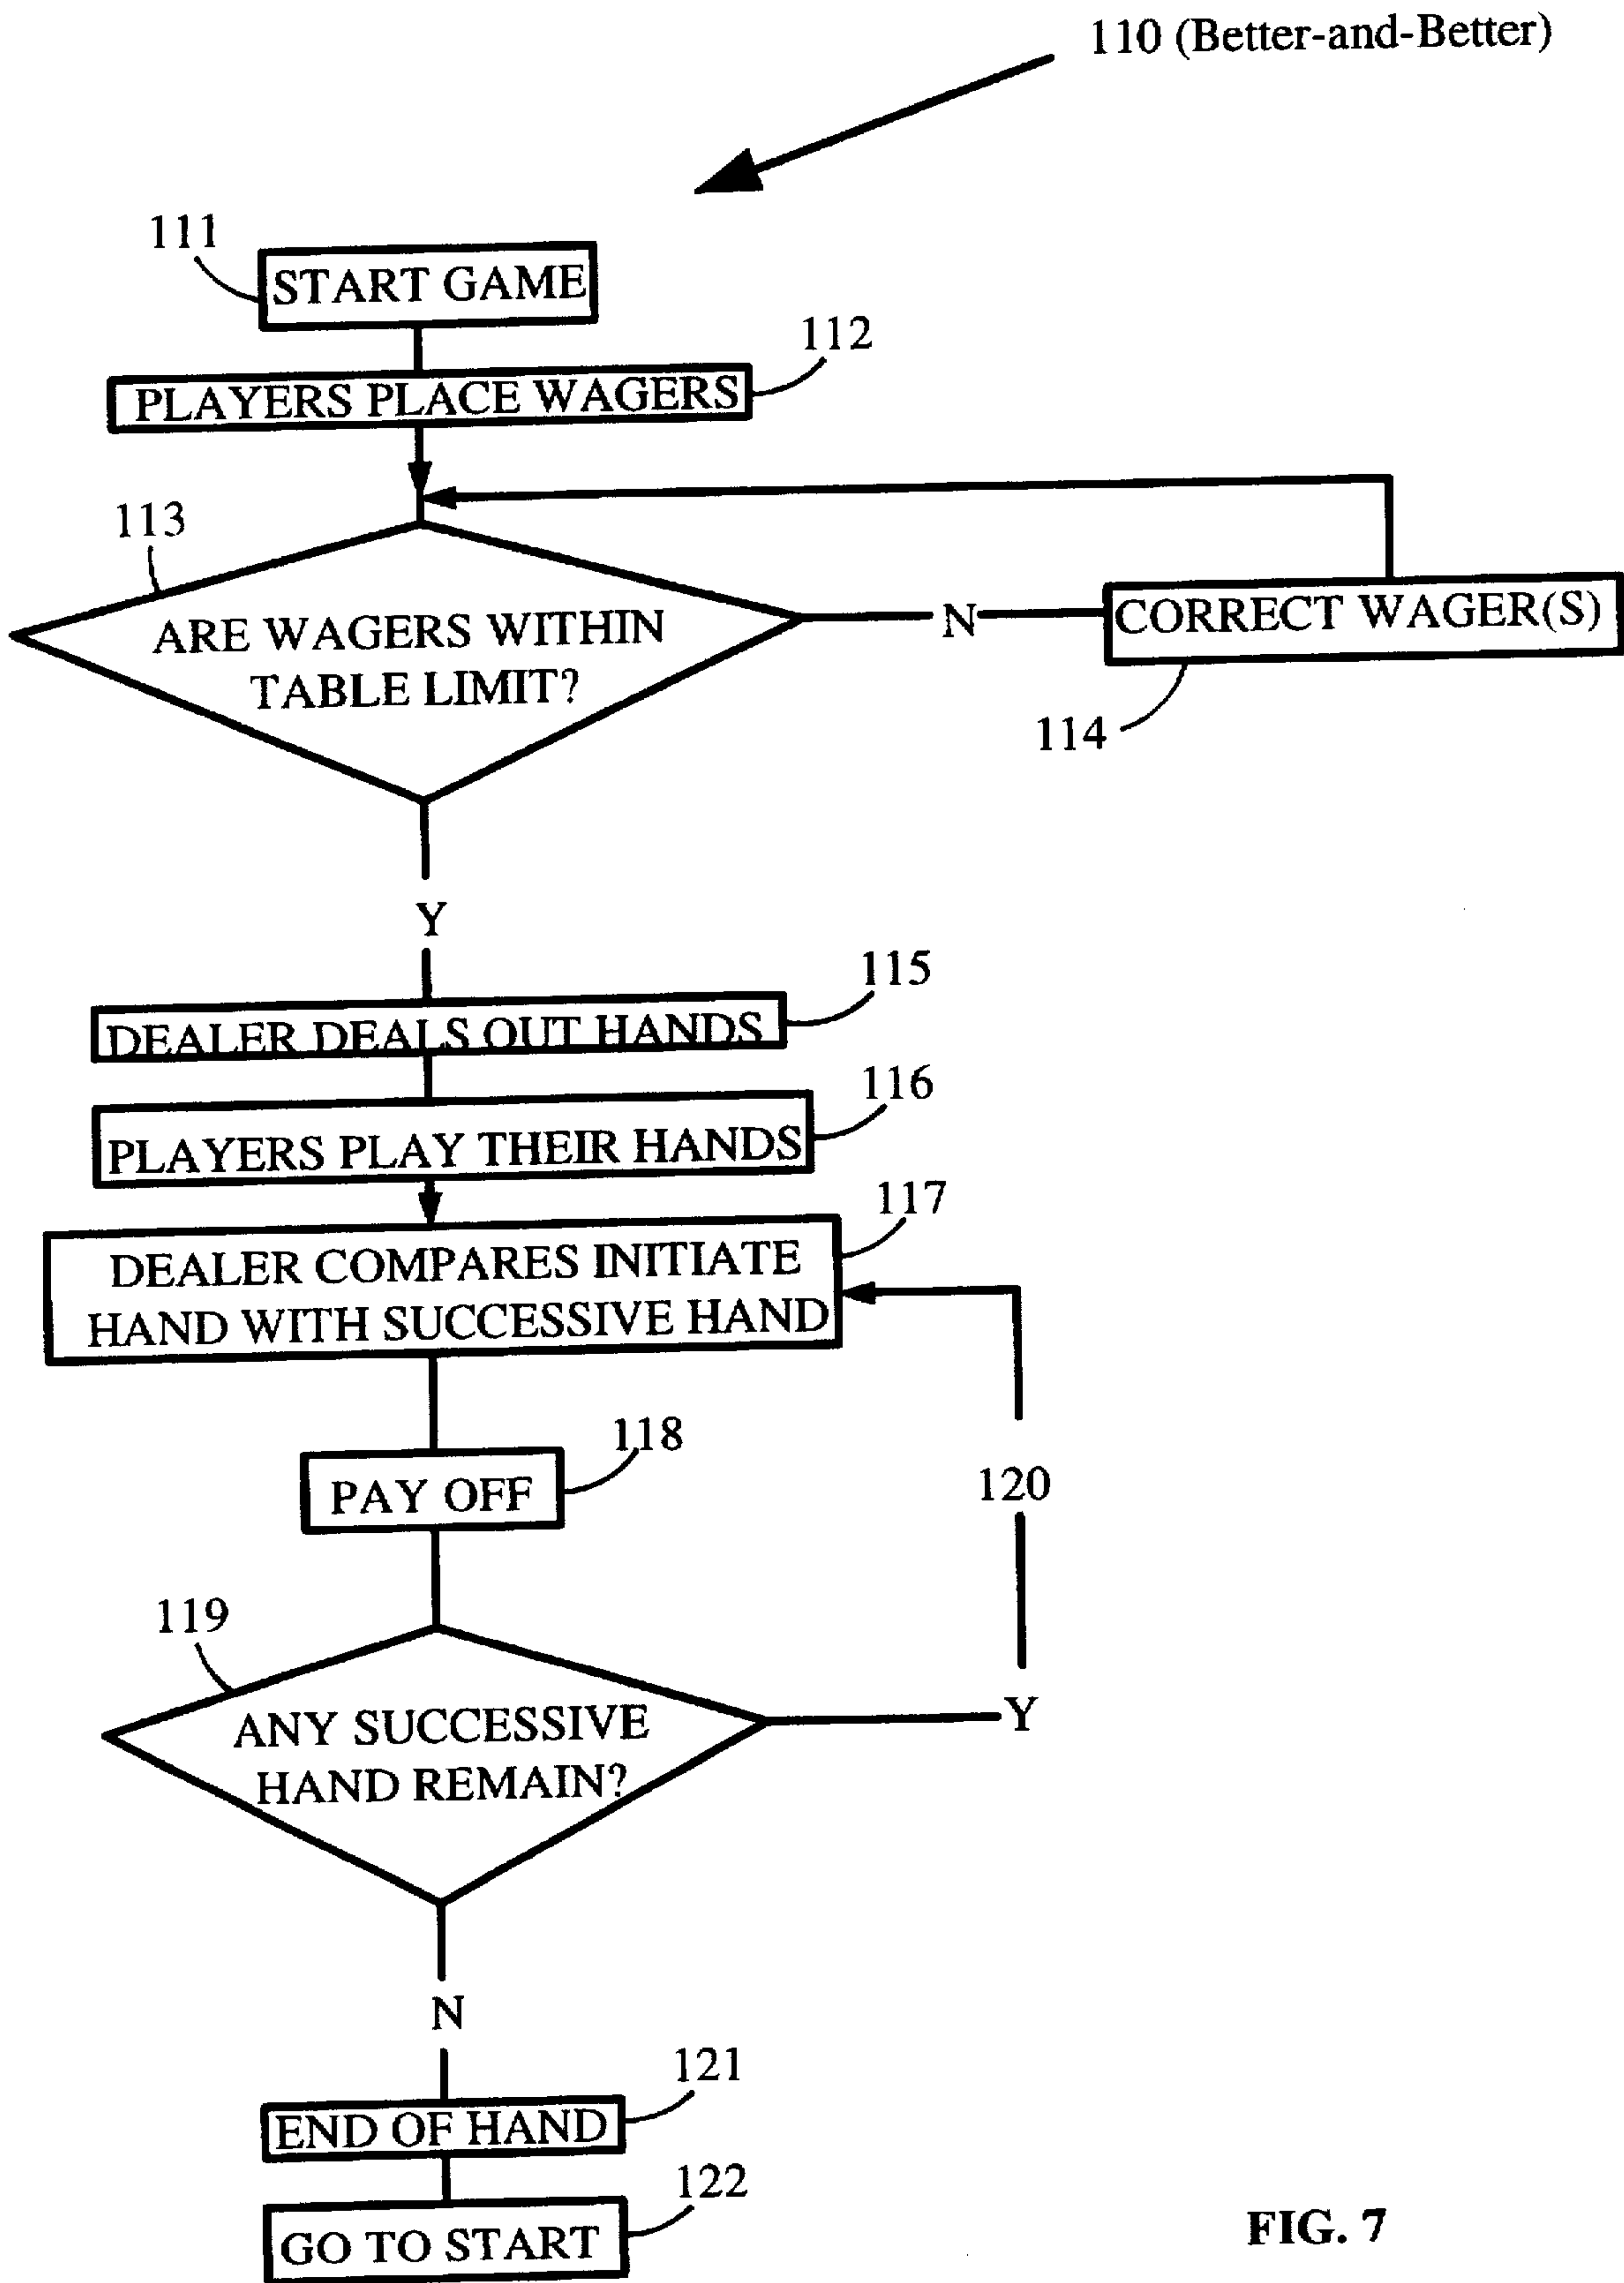 110 (Better-and-Better)
111
START GAME
112
PLAYERS PLACE WAGERS
113
ARE WAGERS WITHIN
TABLE LIMIT?
N
CORRECT WAGER(S)
114
Y
115
DEALER DEALS OUT HANDS
116
PLAYERS PLAY THEIR HANDS
117
DEALER COMPARES INITIATE
HAND WITH SUCCESSIVE HAND
118
PAY OFF
120
119
ANY SUCCESSIVE
HAND REMAIN?
Y
N
121
END OF HAND
122
GO TO START
FIG. 7